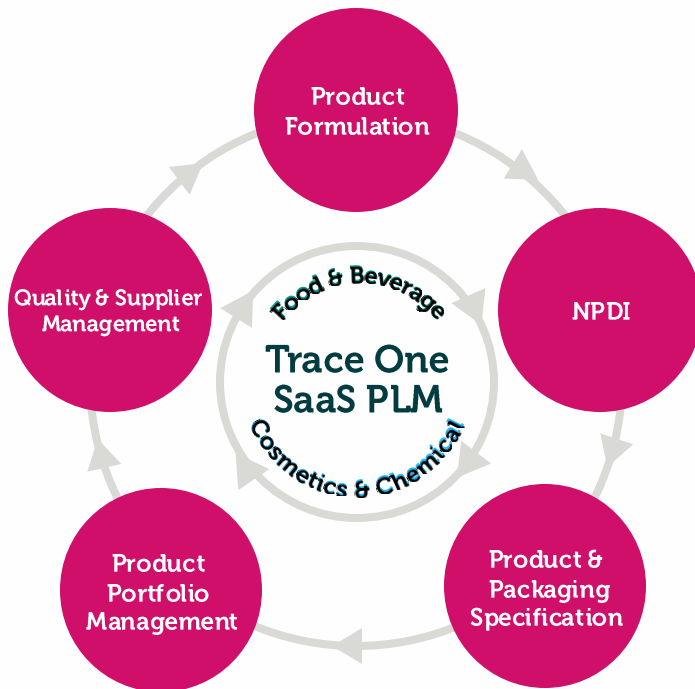 Product
Formulation
Quality & Supplier
Management
NPDI
Food & Beverage
Trace One
SaaS PLM
Cosmetics & Chemical
Product
Portfolio
Management
Product &
Packaging
Specification